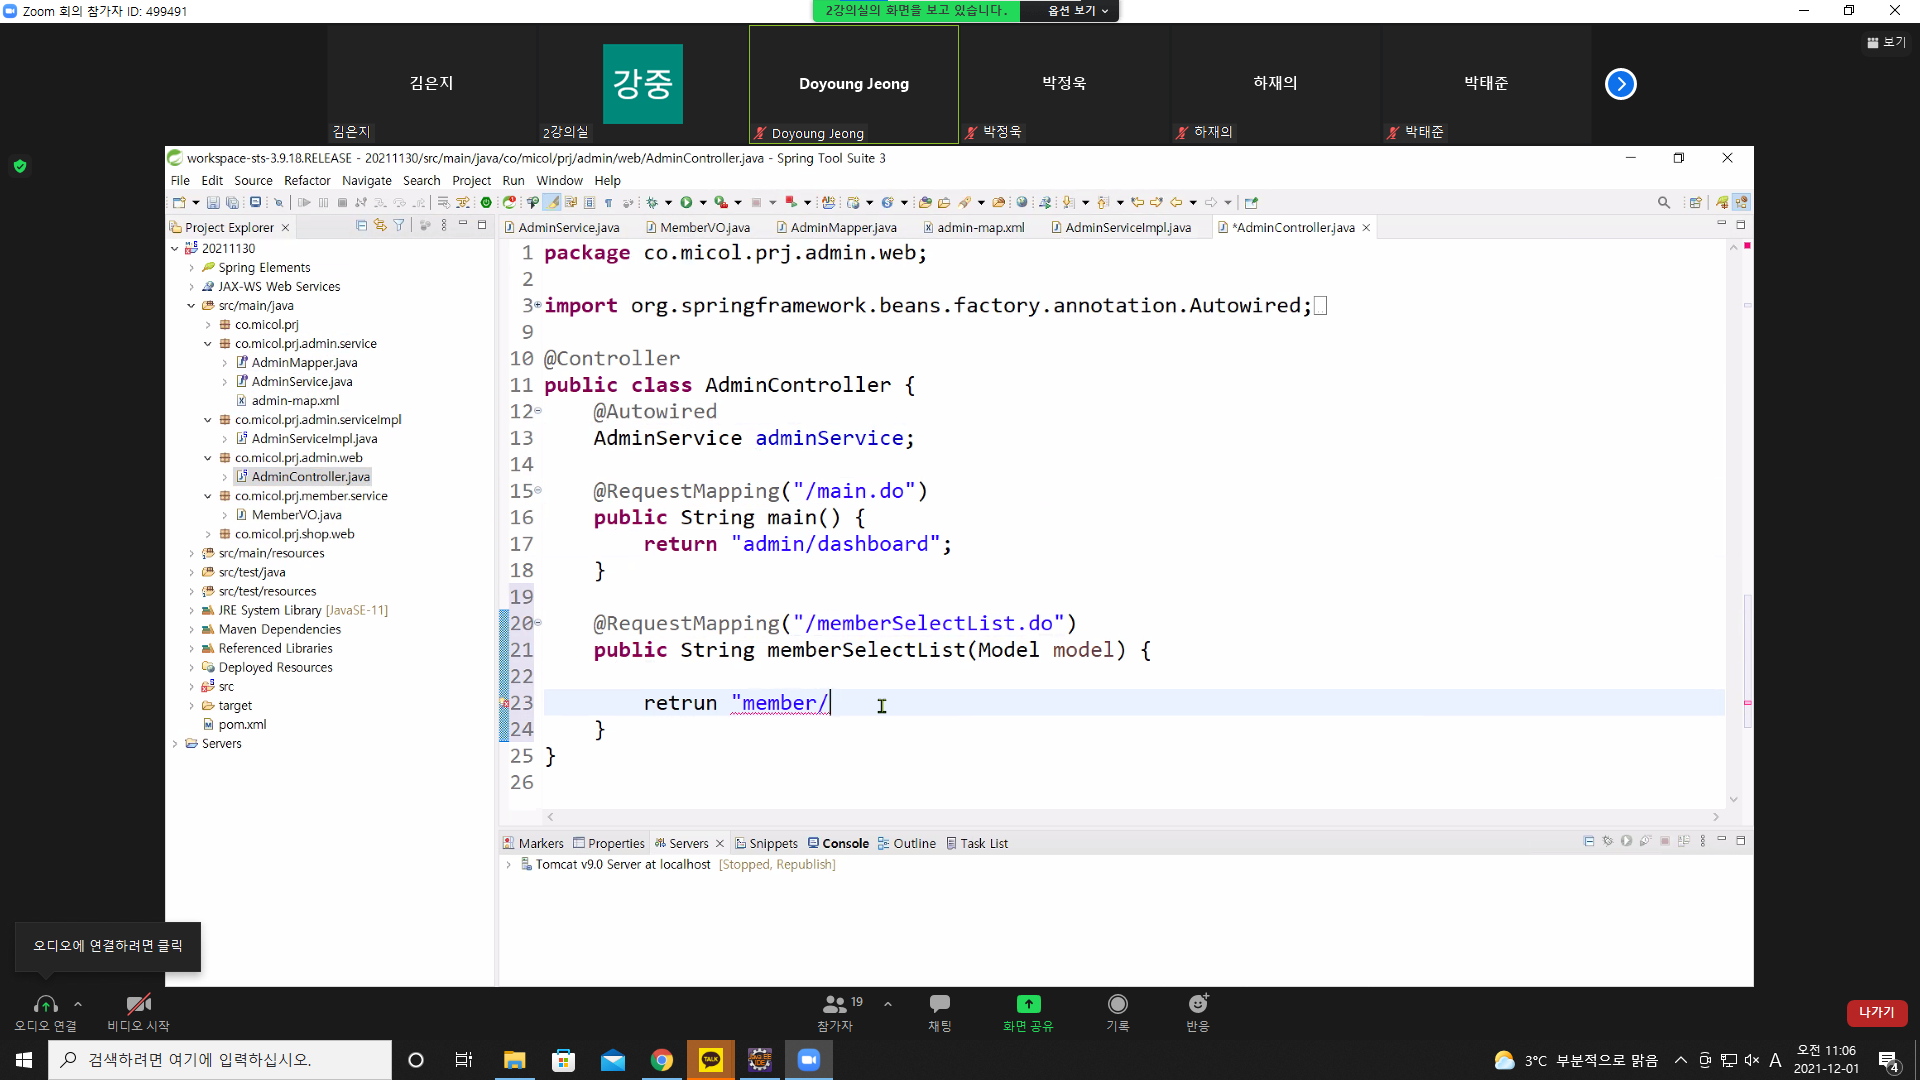 Zoom 회의 참가자 ID: 499491
2강의실의 화면을 보고 있습니다.
옵션 보기
보기
김은지
강중
Doyoung Jeong
박정욱
하재의
박태준
김은지
2강의실
Doyoung Jeong
박정욱
하재의
박태준
workspace-sts-3.9.18.RELEASE - 20211130/src/main/java/co/micol/prj/admin/web/AdminController.java - Spring Tool Suite 3
File Edit Source Refactor Navigate Search Project Run Window Help
Project Explorer
AdminService.java
MemberVO.java
AdminMapper.java
admin-map.xml
AdminServiceImpl.java
*AdminController.java
20211130
Spring Elements
JAX-WS Web Services
src/main/java
co.micol.prj
co.micol.prj.admin.service
AdminMapper.java
AdminService.java
admin-map.xml
co.micol.prj.admin.serviceImpl
AdminServiceImpl.java
co.micol.prj.admin.web
AdminController.java
co.micol.prj.member.service
MemberVO.java
co.micol.prj.shop.web
src/main/resources
src/test/java
src/test/resources
JRE System Library [JavaSE-11]
Maven Dependencies
Referenced Libraries
Deployed Resources
src
target
pom.xml
Servers
1 package co.micol.prj.admin.web;
2
3 import org.springframework.beans.factory.annotation.Autowired;
9
10 @Controller
11 public class AdminController {
12 @Autowired
13 AdminService adminService;
14
15 @RequestMapping("/main.do")
16 public String main() {
17 return "admin/dashboard";
18 }
19
20 @RequestMapping("/memberSelectList.do")
21 public String memberSelectList(Model model) {
22
23 retrun "member/
24 }
25 }
26
Markers Properties Servers Snippets Console Outline Task List
Tomcat v9.0 Server at localhost [Stopped, Republish]
오디오에 연결하려면 클릭
오디오 연결
비디오 시작
19
참가자
채팅
화면 공유
기록
반응
나가기
검색하려면 여기에 입력하십시오.
TALK
Java EE
IDE
3°C 부분적으로 맑음
A
오전 11:06
2021-12-01
4